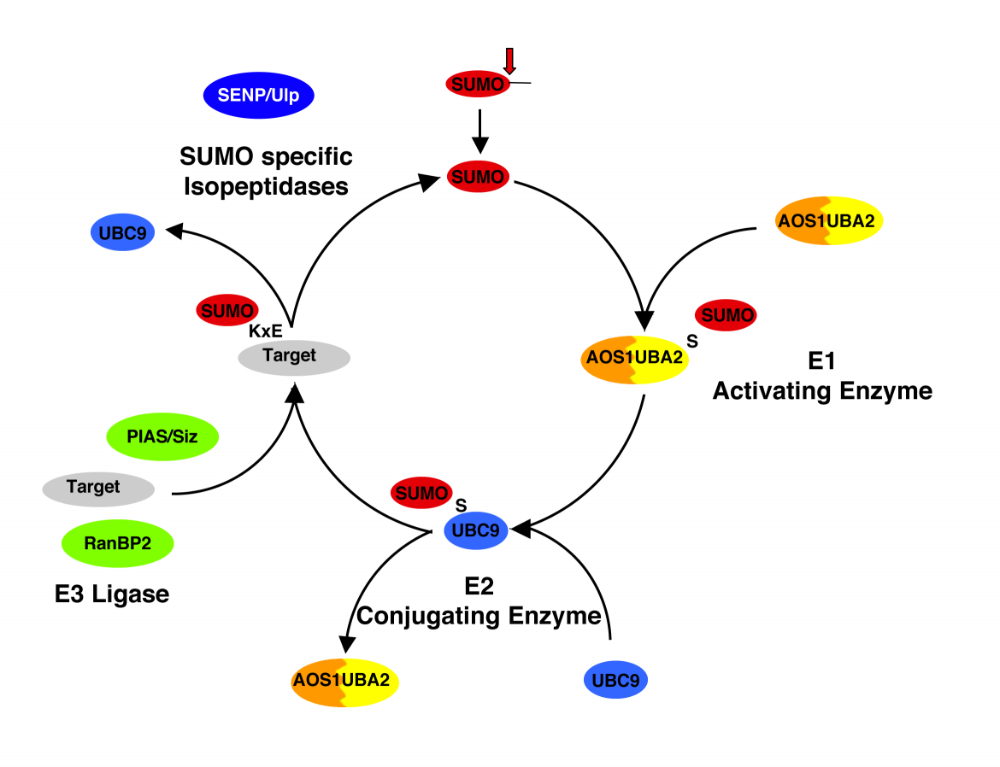 SUMO
SENP/Ulp
SUMO specific
Isopeptidases
SUMO
UBC9
AOS1UBA2
SUMO
KxE
Target
AOS1UBA2
S
SUMO
E1
Activating Enzyme
PIAS/Siz
Target
RanBP2
E3 Ligase
SUMO
S
UBC9
E2
Conjugating Enzyme
AOS1UBA2
UBC9